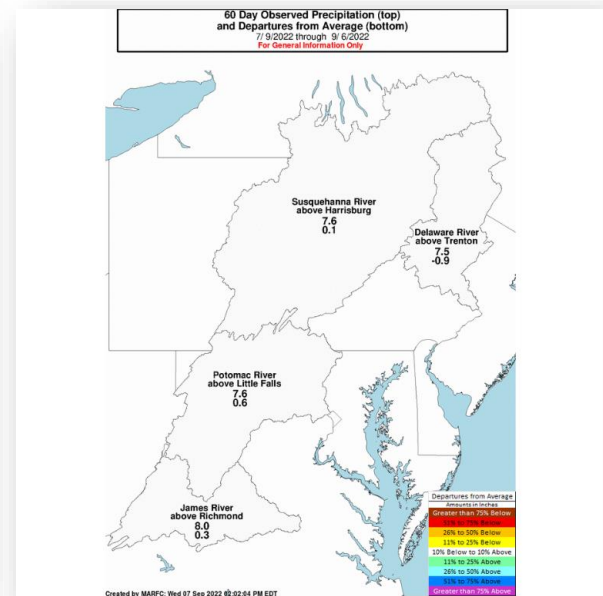 60 Day Observed Precipitation (top)
and Departures from Average (bottom)
7/ 9/2022 through 9/ 6/2022
For General Information Only
Susquehanna River
above Harrisburg
7.6
0.1
Delaware River
above Trenton
7.5
-0.9
Potomac River
above Little Falls
7.6
0.6
James River
above Richmond
8.0
0.3
Departures from Average
Amounts in Inches
Greater than 75% Below
51% to 75% Below
26% to 50% Below
11% to 25% Below
10% Below to 10% Above
11% to 25% Above
26% to 50% Above
51% to 75% Above
Greater than 75% Above
Created by MARFC: Wed 07 Sep 2022 02:02:04 PM EDT